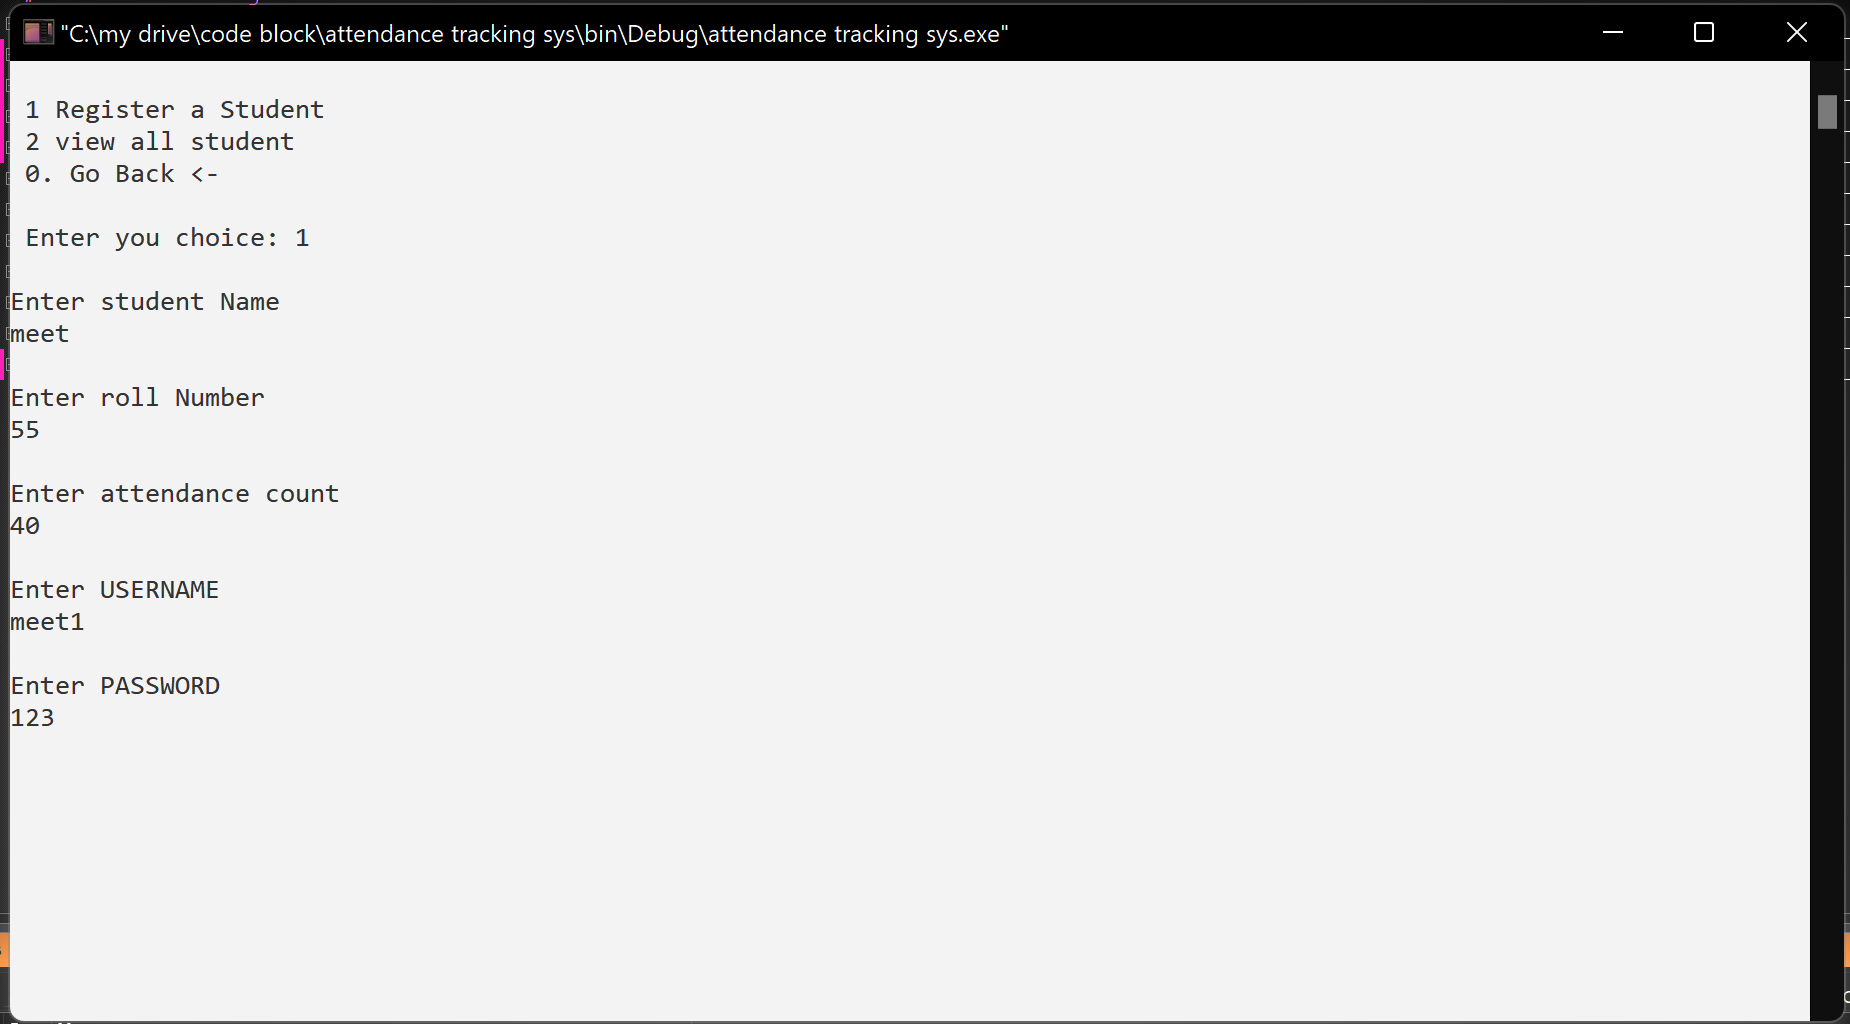 "C:\my drive\code block\attendance tracking sys\bin\Debug\attendance tracking sys.exe"
1 Register a Student
2 view all student
0. Go Back <-
Enter you choice: 1
Enter student Name
meet
Enter roll Number
55
Enter attendance count
40
Enter USERNAME
meet1
Enter PASSWORD
123